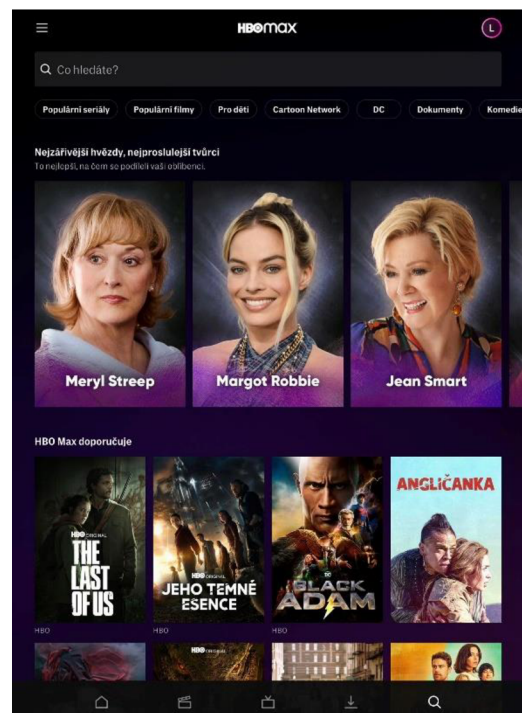 HBOmax
L
Co hledáte?
Populární seriály Populární filmy Pro děti Cartoon Network DC Dokumenty Komedie
Nejzářivější hvězdy, nejproslulejší tvůrci
To nejlepší, na čem se podíleli vaši oblíbenci.
Meryl Streep Margot Robbie Jean Smart
HBO Max doporučuje
HBO ORIGINAL
THE
LAST
OF US
HBO ORIGINAL
JEHO TEMNÉ
ESENCE
DC
BLACK
ADAM
ANGLIČANKA
HBO HBO HBO
HBO